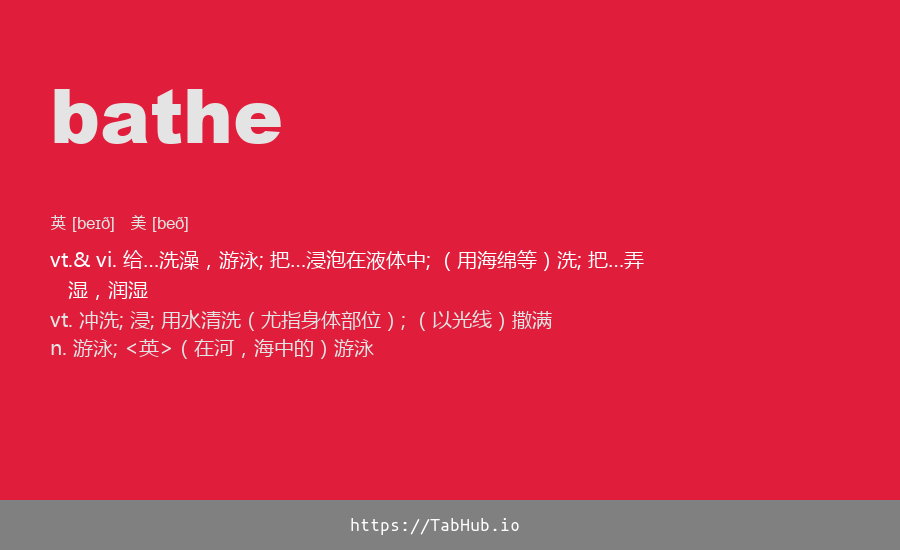 bathe
英 [beɪð] 美 [beð]
vt.& vi. 给…洗澡，游泳; 把…浸泡在液体中; （用海绵等）洗; 把…弄
湿，润湿
vt. 冲洗; 浸; 用水清洗（尤指身体部位）; （以光线）撤满
n. 游泳; <英>（在河，海中的）游泳
https://TabHub.io